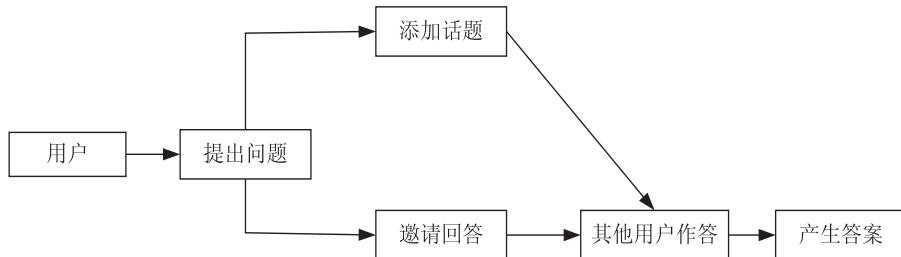 添加话题
用户
提出问题
邀请回答
其他用户作答
产生答案